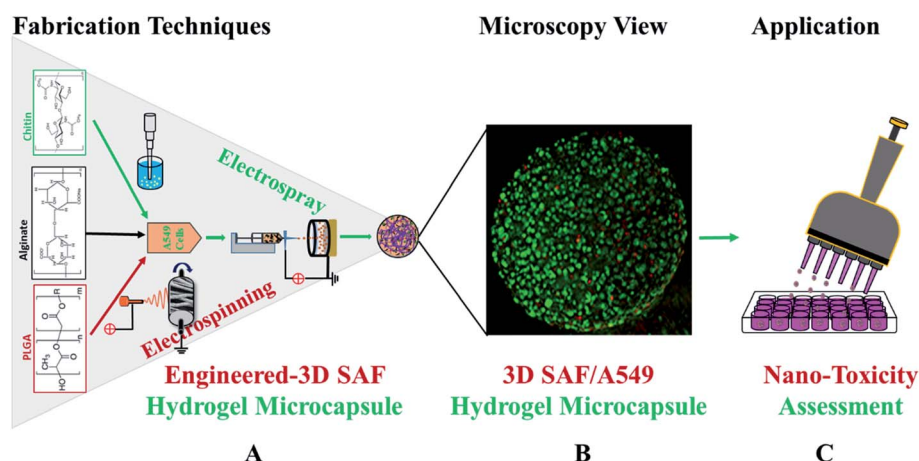 Fabrication Techniques
Microscopy View
Application
Chitin
Alginate
PLGA
Electrospray
A549
Cells
Electrospinning
Engineered-3D SAF
Hydrogel Microcapsule
3D SAF/A549
Hydrogel Microcapsule
Nano-Toxicity
Assessment
A
B
C